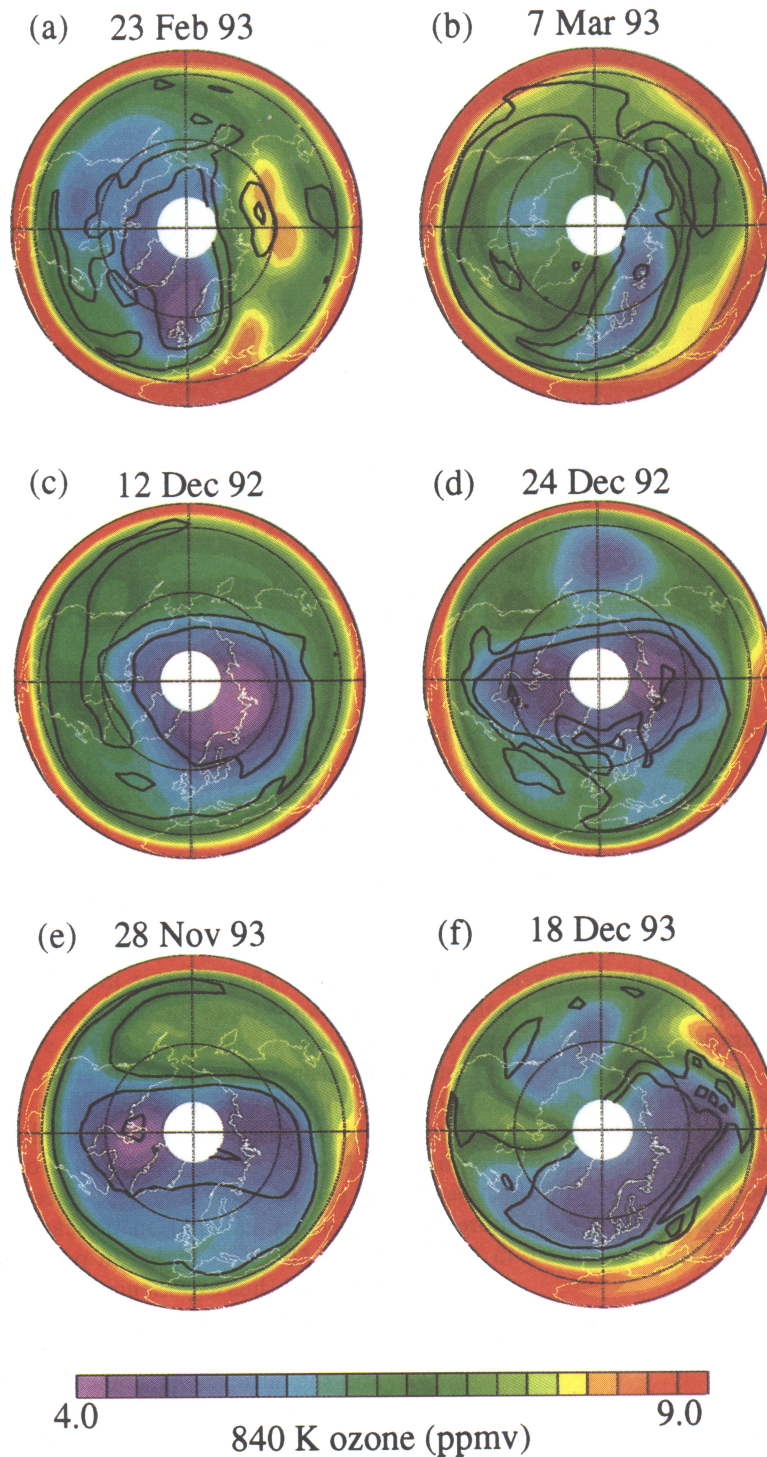 (a) 23 Feb 93
(b) 7 Mar 93
(c) 12 Dec 92
(d) 24 Dec 92
(e) 28 Nov 93
(f) 18 Dec 93
4.0 9.0
840 K ozone (ppmv)